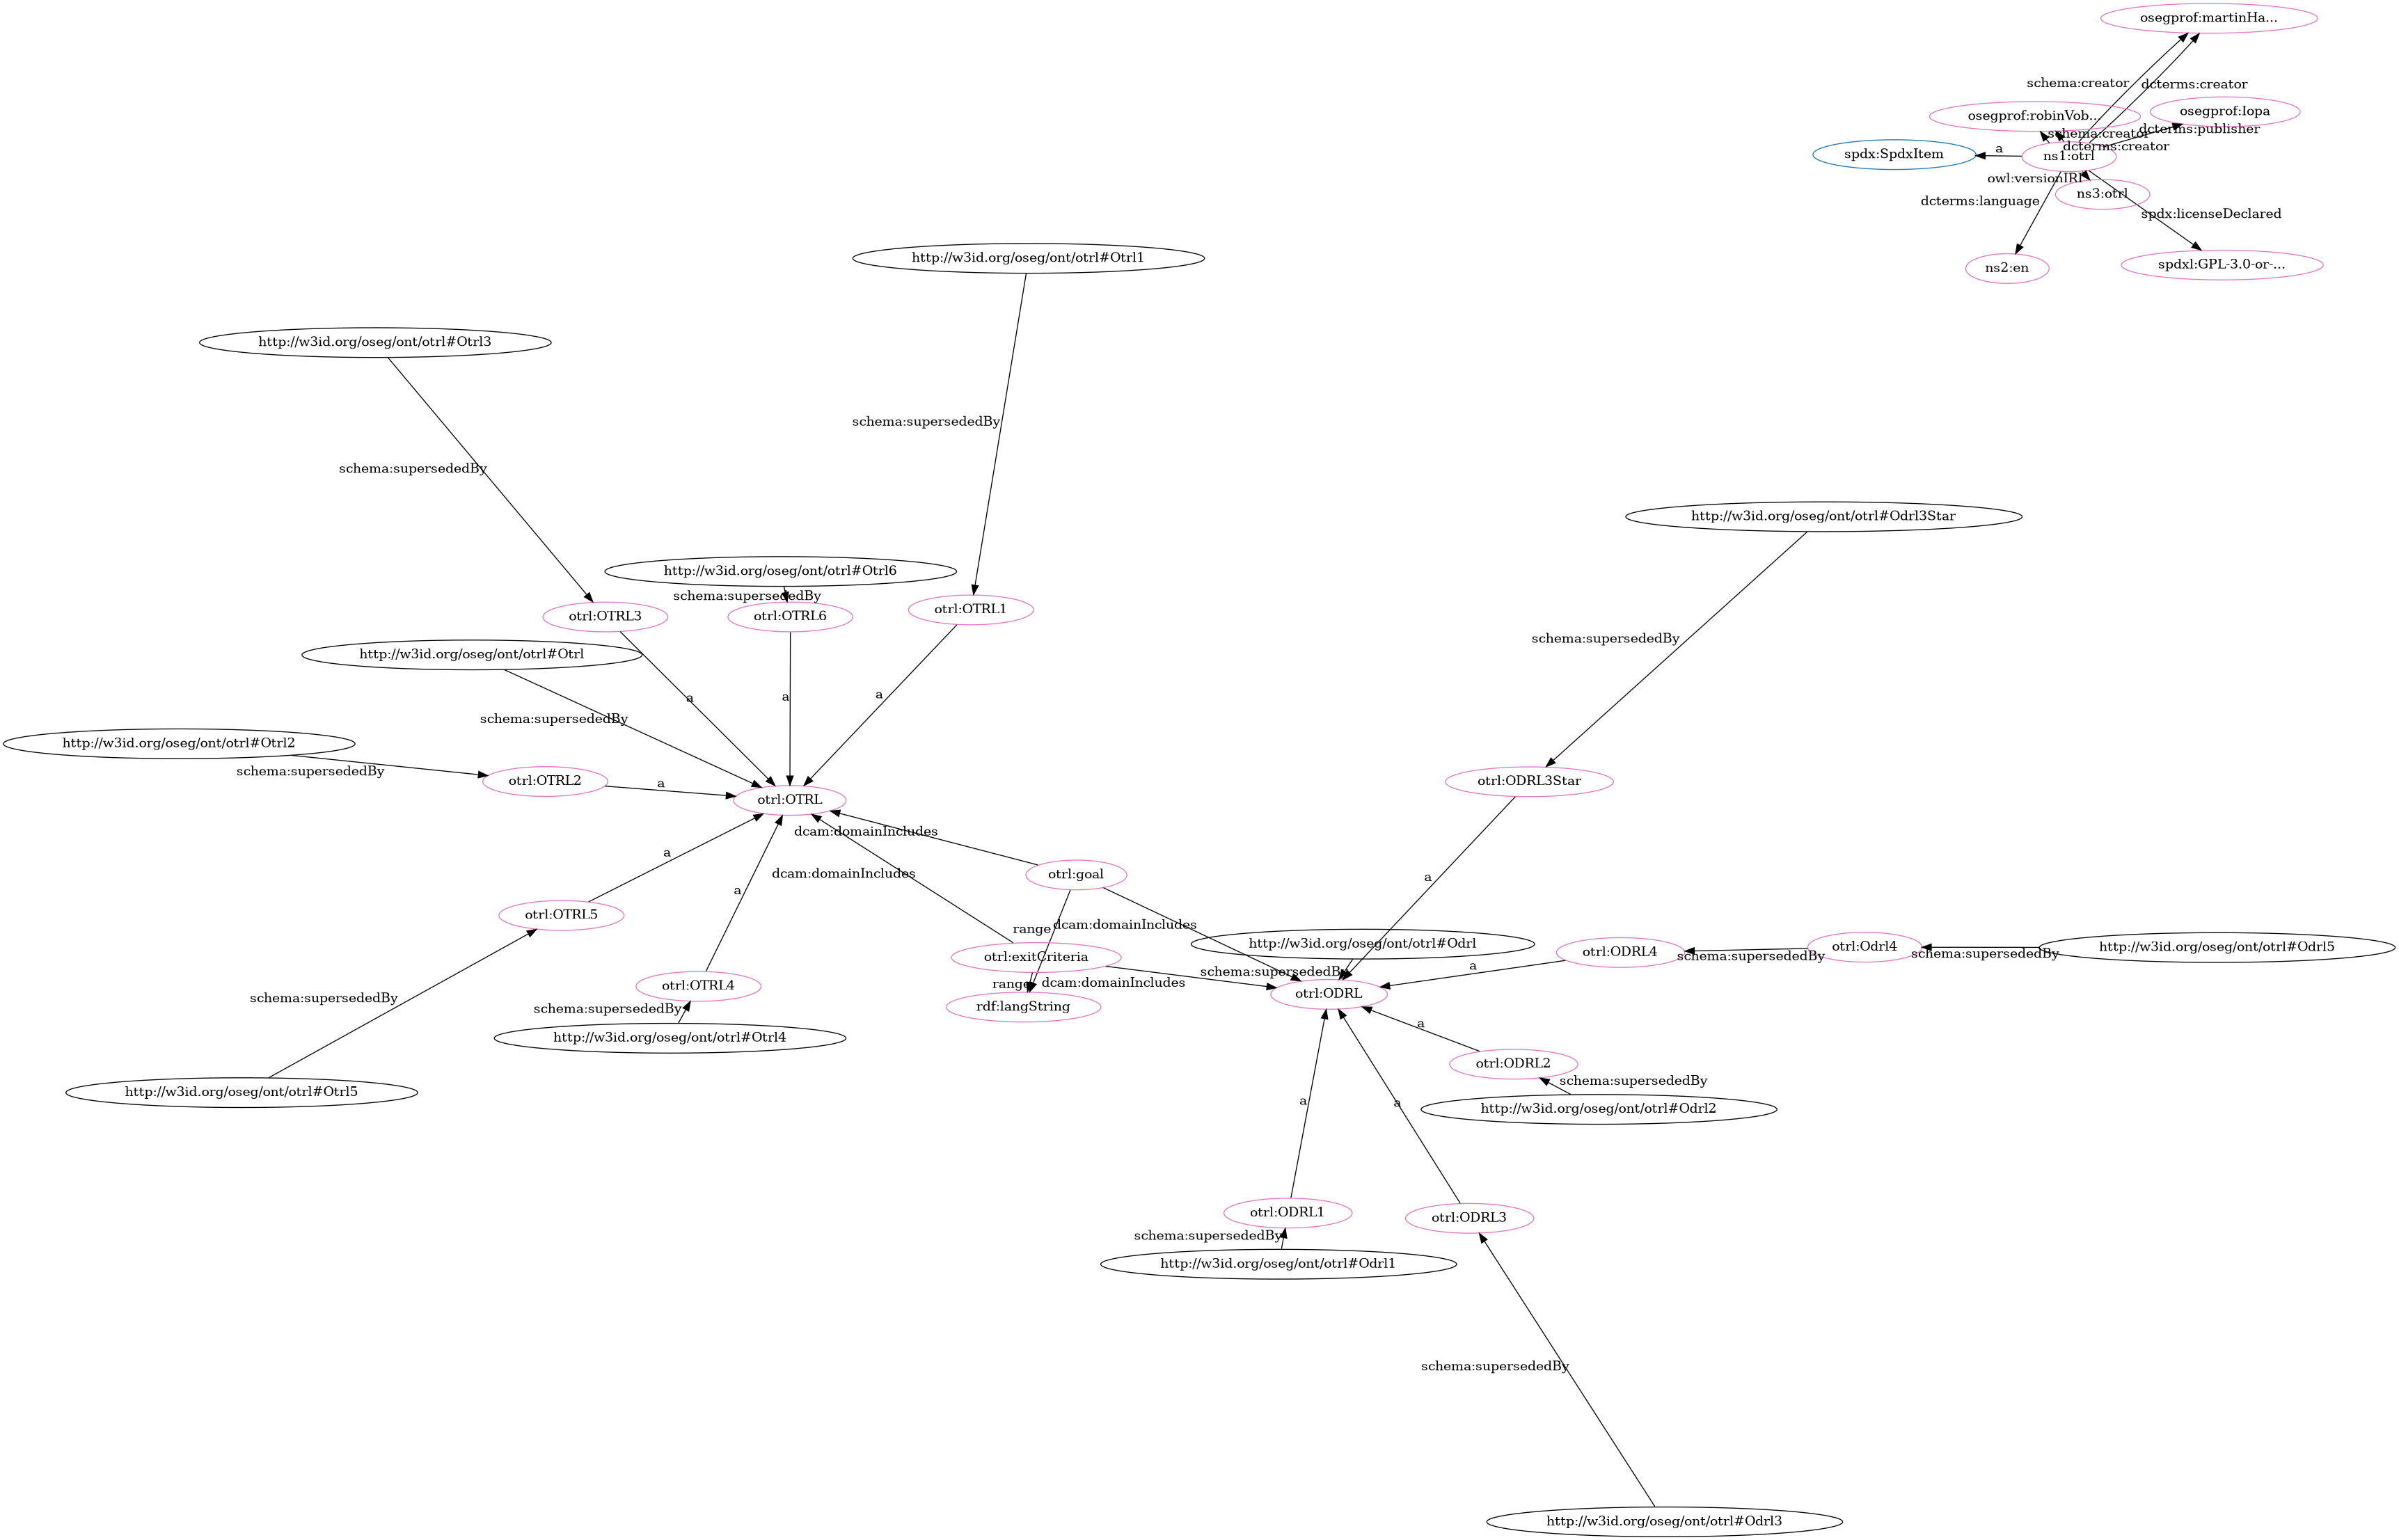 osegprof:martinHa...
schema:creator
dcterms:creator
osegprof:robinVob...
osegprof:Iopa
schema:creator
dcterms:publisher
dcterms:creator
spdx:SpdxItem
a
ns1:otrl
owl:versionIRI
ns3:otrl
dcterms:language
spdx:licenseDeclared
ns2:en
spdxl:GPL-3.0-or-...
http://w3id.org/oseg/ont/otrl#Otrl1
http://w3id.org/oseg/ont/otrl#Otrl3
schema:supersededBy
schema:supersededBy
http://w3id.org/oseg/ont/otrl#Odrl3Star
http://w3id.org/oseg/ont/otrl#Otrl6
schema:supersededBy
otrl:OTRL3
otrl:OTRL6
otrl:OTRL1
schema:supersededBy
http://w3id.org/oseg/ont/otrl#Otrl
a
a
a
schema:supersededBy
http://w3id.org/oseg/ont/otrl#Otrl2
schema:supersededBy
otrl:OTRL2
a
otrl:OTRL
otrl:ODRL3Star
dcam:domainIncludes
a
dcam:domainIncludes
otrl:goal
a
a
otrl:OTRL5
range
dcam:domainIncludes
http://w3id.org/oseg/ont/otrl#Odrl
otrl:ODRL4
schema:supersededBy
otrl:Odrl4
schema:supersededBy
http://w3id.org/oseg/ont/otrl#Odrl5
otrl:exitCriteria
schema:supersededBy
a
otrl:OTRL4
range
dcam:domainIncludes
otrl:ODRL
schema:supersededBy
schema:supersededBy
rdf:langString
a
http://w3id.org/oseg/ont/otrl#Otrl4
otrl:ODRL2
schema:supersededBy
http://w3id.org/oseg/ont/otrl#Otrl5
a
a
http://w3id.org/oseg/ont/otrl#Odrl2
otrl:ODRL1
otrl:ODRL3
schema:supersededBy
http://w3id.org/oseg/ont/otrl#Odrl1
schema:supersededBy
http://w3id.org/oseg/ont/otrl#Odrl3